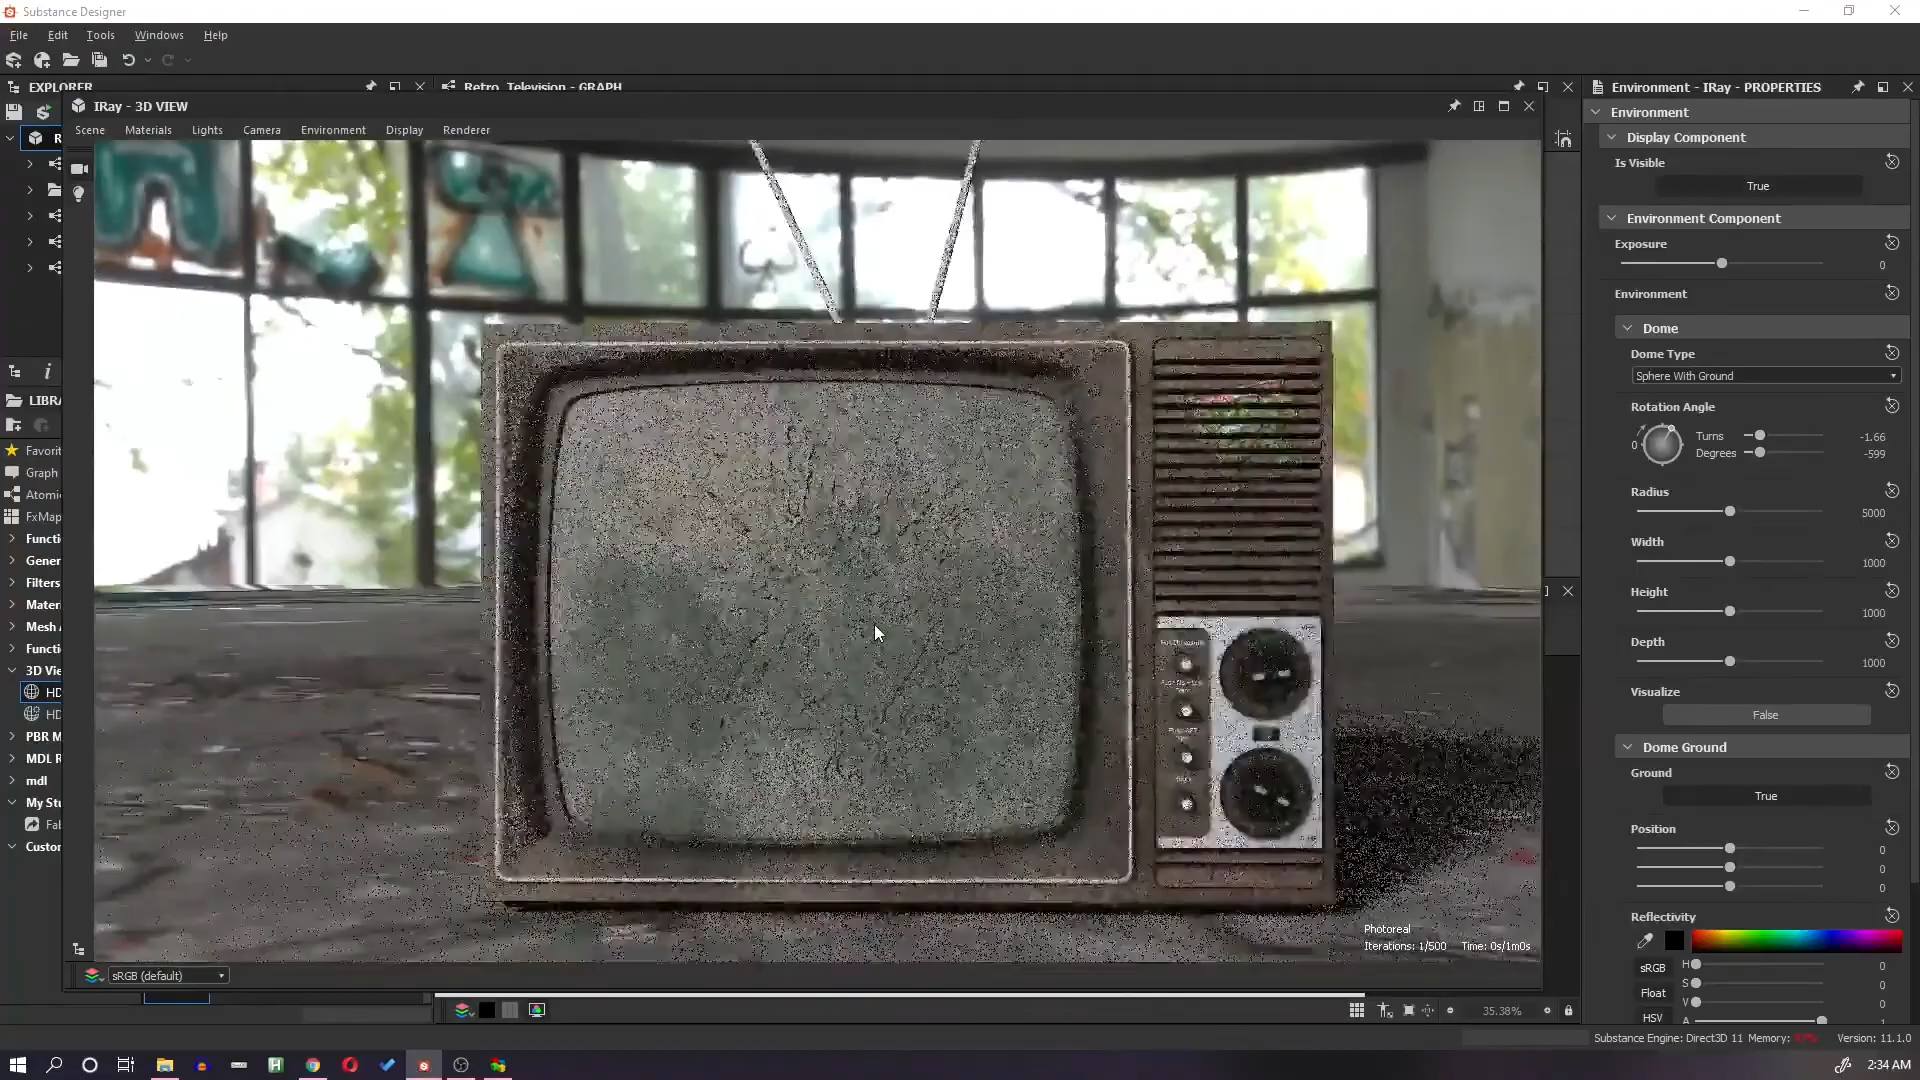 Substance Designer
File Edit Tools Windows Help
EXPLORER
Retro_Television - GRAPH
Environment - IRay - PROPERTIES
IRay - 3D VIEW
Scene Materials Lights Camera Environment Display Renderer
Environment
Display Component
Is Visible
True
Environment Component
Exposure
0
Environment
Dome
Dome Type
Sphere With Ground
Rotation Angle
0
Turns -1.66
Degrees -599
Radius
5000
Width
1000
Height
1000
Depth
1000
Visualize
False
Dome Ground
Ground
True
Position
0
0
0
Reflectivity
sRGB H 0
S 0
Float
V 0
HSV A 1
R
LIBRA
Favorit
Graph
Atomic
FxMap
Functi
Gener
Filters
Mater
Mesh
Functi
3D Vie
HD
HD
PBR M
MDL R
mdl
My Stu
Fab
Custor
Photoreal
Iterations: 1/500 Time: 0s/1m0s
sRGB (default)
35.38%
Substance Engine: Direct3D 11 Memory: Version: 11.1.0
2:34 AM